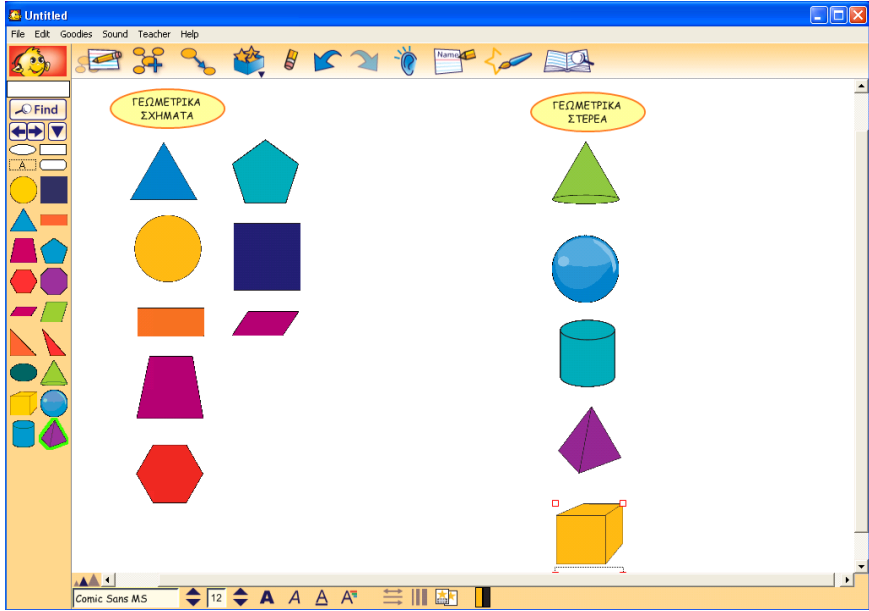 Untitled
File Edit Goodies Sound Teacher Help
Name
Find
A
ΓΕΩΜΕΤΡΙΚΑ
ΣΧΗΜΑΤΑ
ΓΕΩΜΕΤΡΙΚΑ
ΣΤΕΡΕΑ
Comic Sans MS 12 A A A A